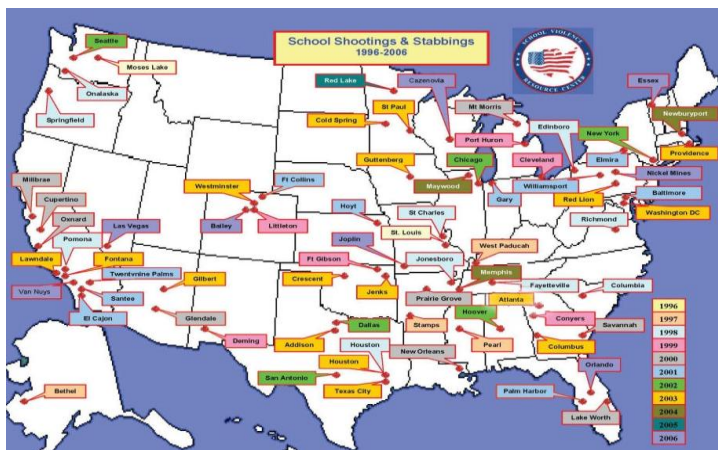 School Shootings & Stabbings
1996-2006
SCHOOL VIOLENCE
RESOURCE CENTER
Seattle
Moses Lake
Onalaska
Springfield
Red Lake
Cazenovia
Essex
St Paul
Mt Morris
Newburyport
Cold Spring
Edinboro
New York
Port Huron
Providence
Guttenberg
Chicago
Cleveland
Elmira
Ft Collins
Nickel Mines
Westminster
Maywood
Gary
Williamsport
Baltimore
Millbrae
Red Lion
Cupertino
Hoyt
St Charles
Washington DC
Oxnard
Bailey
Littleton
Richmond
Las Vegas
St. Louis
Pomona
Joplin
West Paducah
Lawndale
Fontana
Ft Gibson
Jonesboro
Memphis
Twentynine Palms
Gilbert
Crescent
Jenks
Fayetteville
Columbia
Van Nuys
Santee
Prairie Grove
Atlanta
El Cajon
Glendale
Dallas
Stamps
Hoover
Conyers
Savannah
Deming
Addison
Houston
Pearl
Columbus
New Orleans
Houston
Orlando
San Antonio
Texas City
Palm Harbor
Bethel
Lake Worth
1996
1997
1998
1999
2000
2001
2002
2003
2004
2005
2006